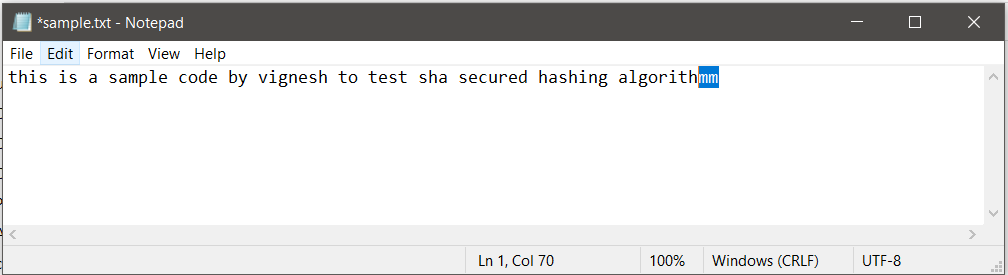 *sample.txt - Notepad
File Edit Format View Help
this is a sample code by vignesh to test sha secured hashing algorithmm
Ln 1, Col 70 100% Windows (CRLF) UTF-8